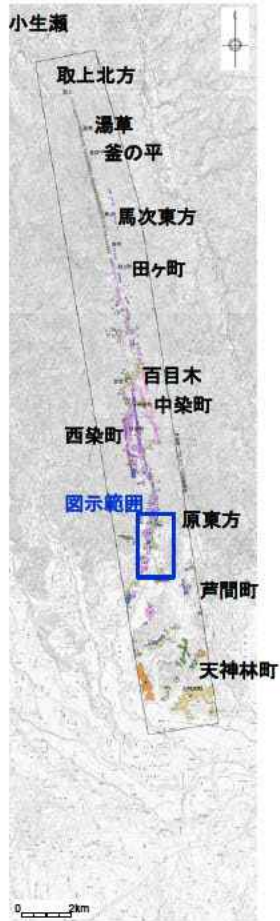 小生瀬
取上北方
湯草
釜の平
馬次東方
田ヶ町
百目木
中染町
西染町
図示範囲
原東方
芦間町
天神林町
0 2km